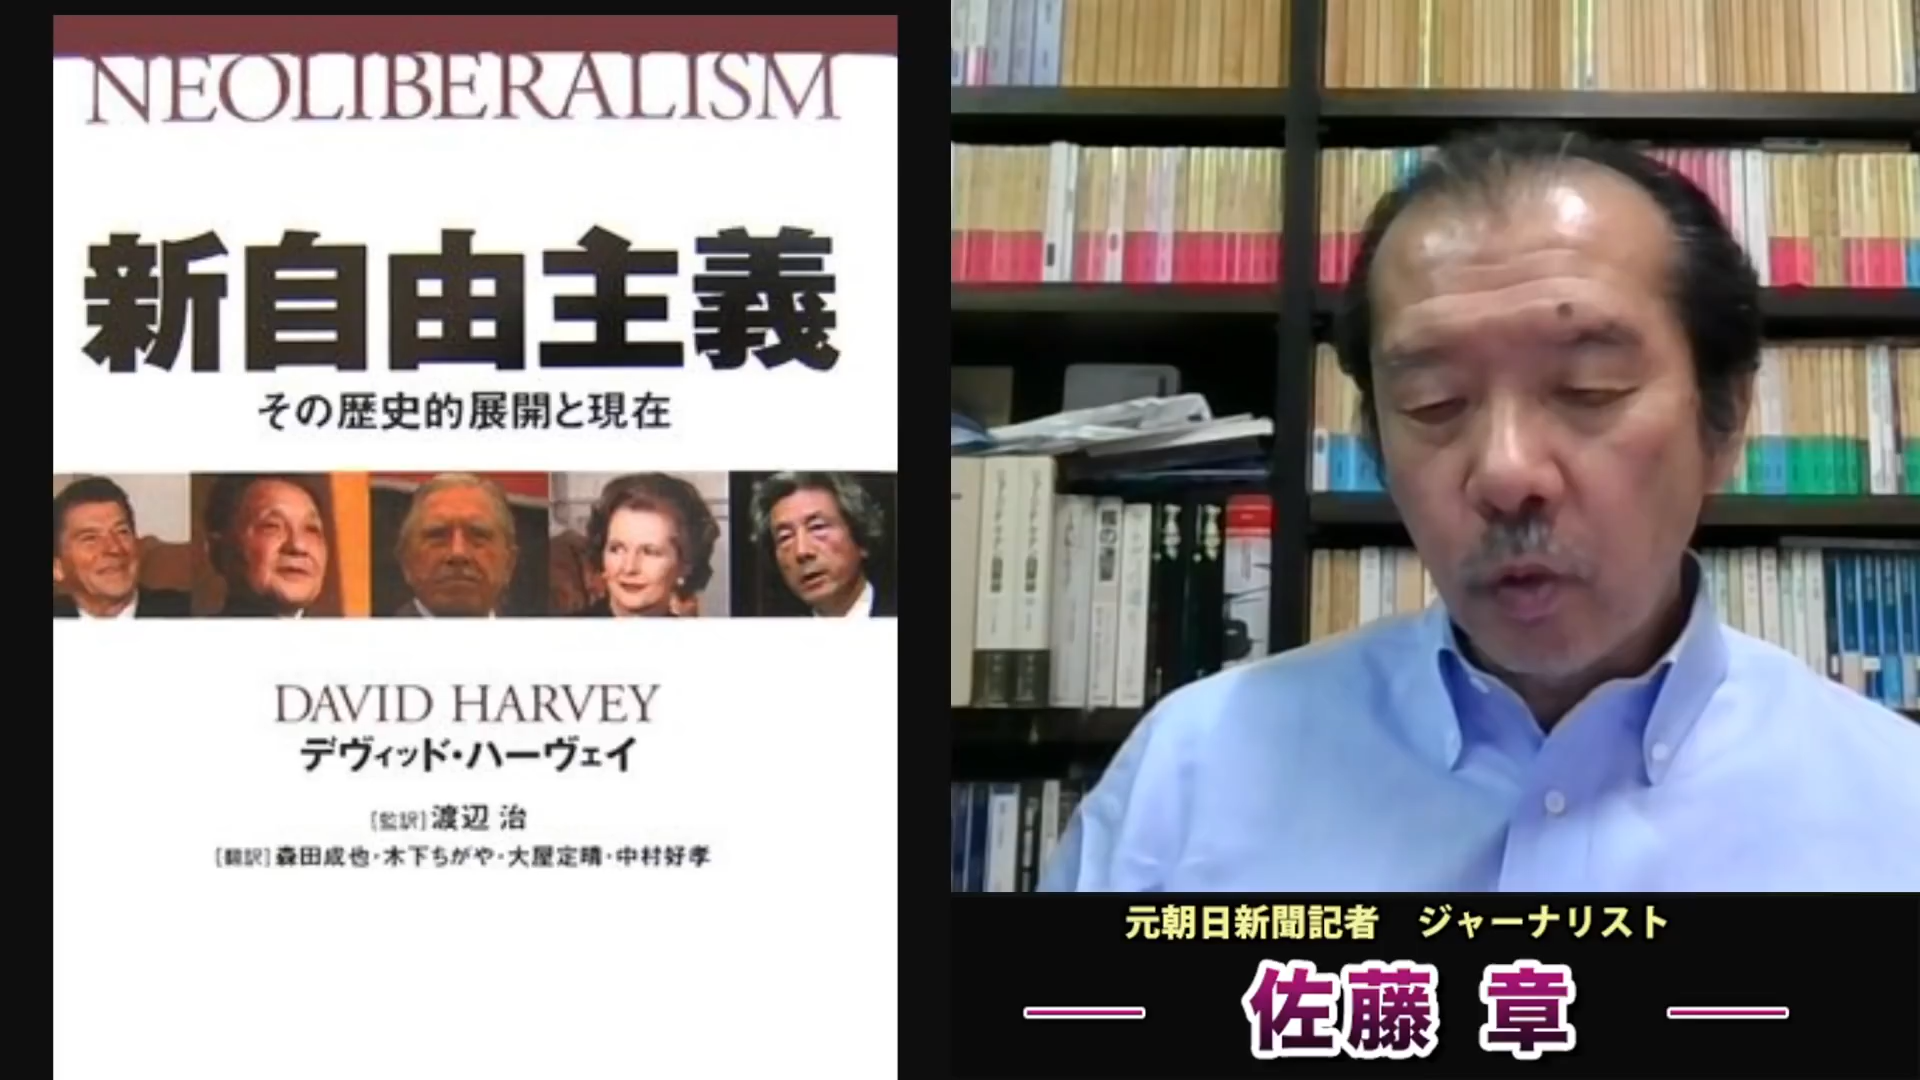 NEOLIBERALISM
新自由主義
その歴史的展開と現在
DAVID HARVEY
デヴィッド・ハーヴェイ
[監訳]渡辺 治
[翻訳]森田成也・木下ちがや・大屋定晴・中村好孝
元朝日新聞記者　ジャーナリスト
佐藤 章